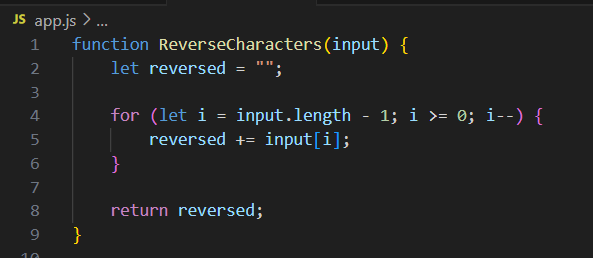 JS app.js > ...
1 function ReverseCharacters(input) {
2     let reversed = "";
3
4     for (let i = input.length - 1; i >= 0; i--) {
5         reversed += input[i];
6     }
7
8     return reversed;
9 }
10